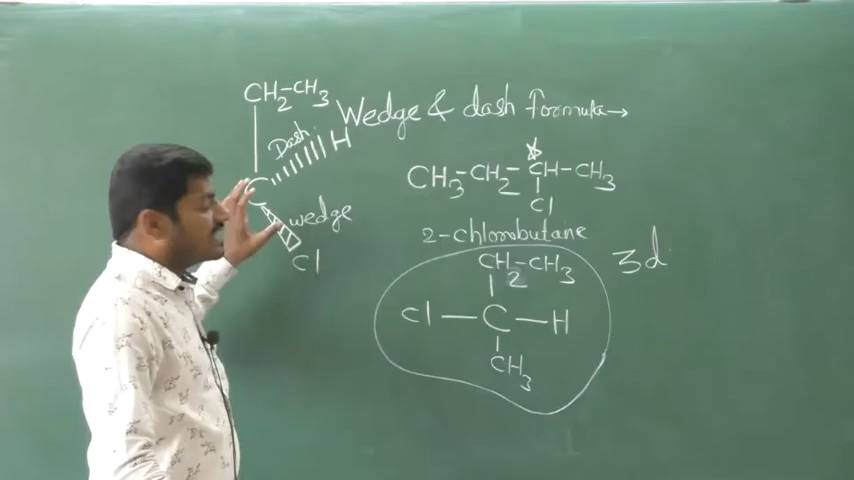 CH2-CH3
Wedge & dash formula→
Dash
H
CH3-CH2-CH-CH3
Cl
C
wedge
Cl
2-chlorobutane
3d
CH2-CH3
Cl—C—H
CH3